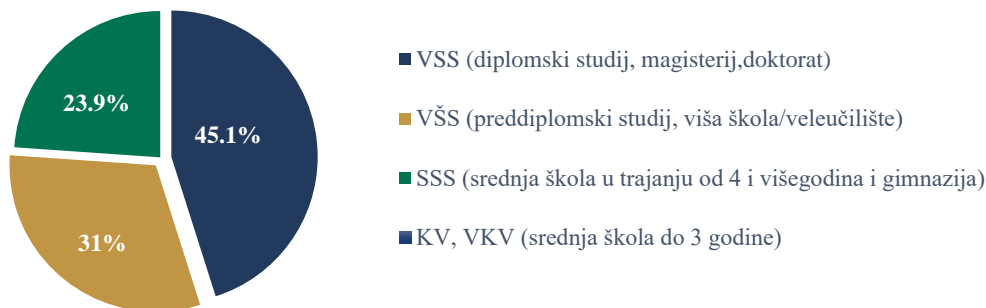 23.9%
45.1%
31%
VSS (diplomski studij, magisterij,doktorat)
VŠS (preddiplomski studij, viša škola/veleučilište)
SSS (srednja škola u trajanju od 4 i višegodina i gimnazija)
KV, VKV (srednja škola do 3 godine)